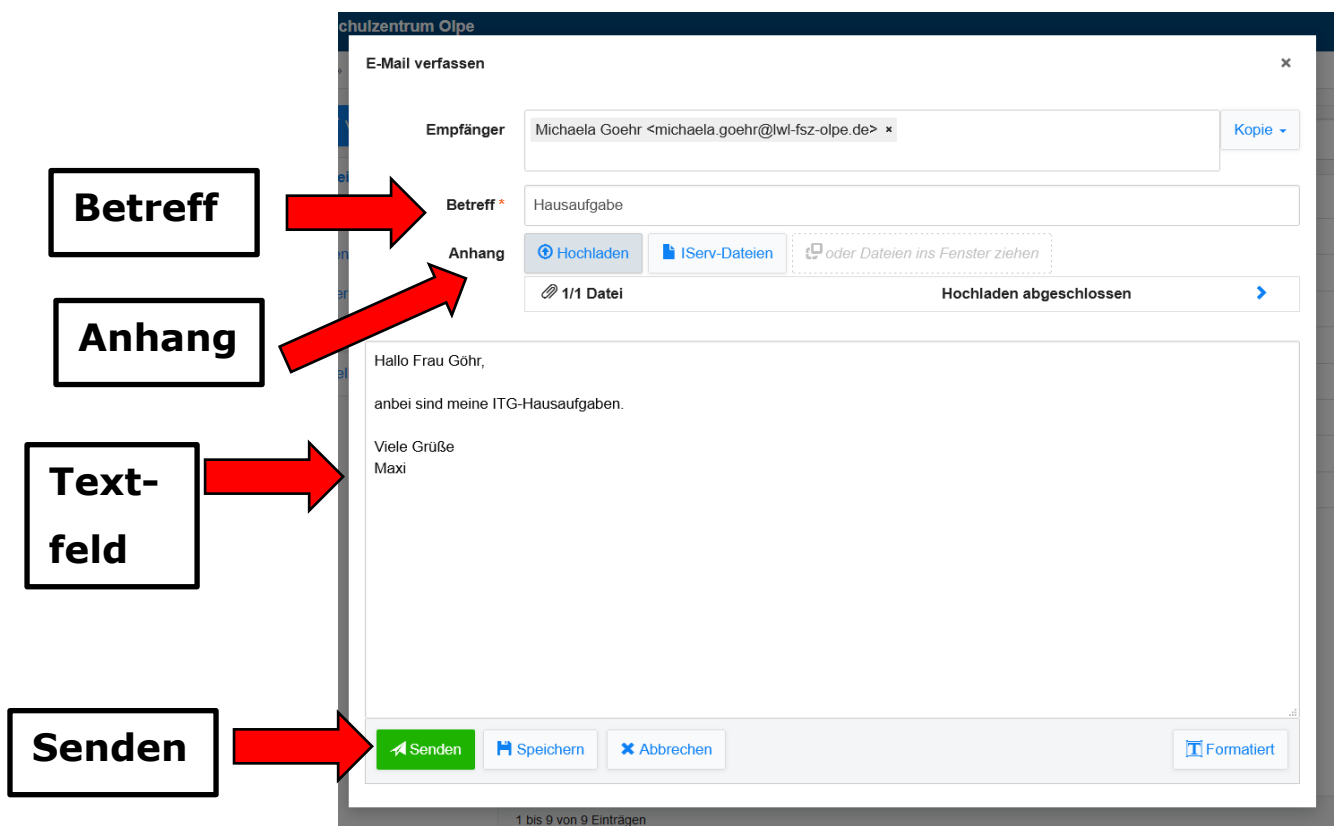 chulzentrum Olpe
E-Mail verfassen ×
Empfänger Michaela Goehr <michaela.goehr@lwl-fsz-olpe.de> × Kopie
Betreff
Betreff * Hausaufgabe
Anhang Hochladen IServ-Dateien oder Dateien ins Fenster ziehen
1/1 Datei Hochladen abgeschlossen
Anhang
Hallo Frau Göhr,
anbei sind meine ITG-Hausaufgaben.
Viele Grüße
Maxi
Text-
feld
Senden
Senden Speichern Abbrechen Formatiert
1 bis 9 von 9 Einträgen